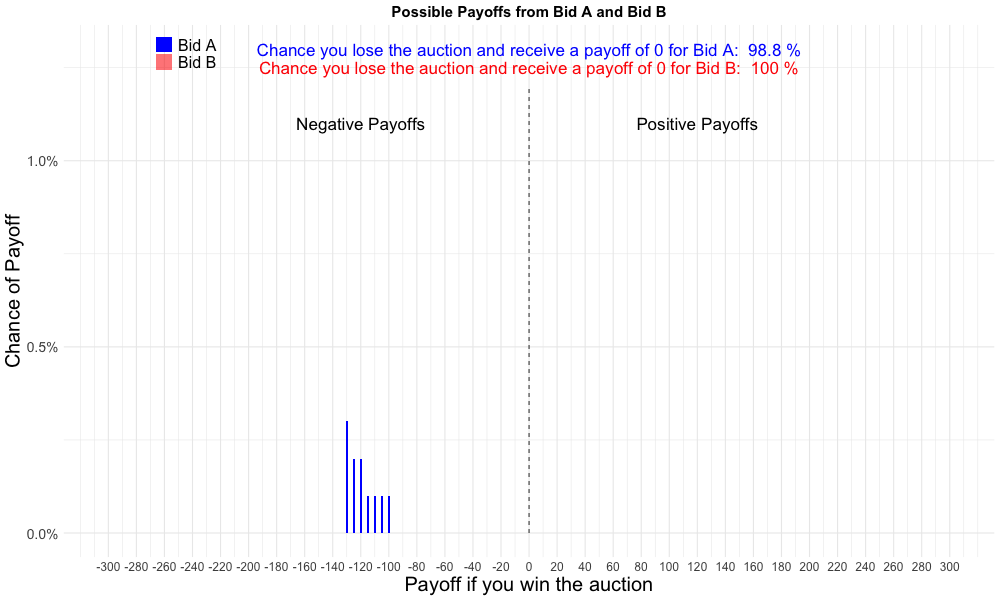 Possible Payoffs from Bid A and Bid B
Bid A
Bid B
Chance you lose the auction and receive a payoff of 0 for Bid A:  98.8 %
Chance you lose the auction and receive a payoff of 0 for Bid B:  100 %
Negative Payoffs
Positive Payoffs
Chance of Payoff
1.0%
0.5%
0.0%
-300 -280 -260 -240 -220 -200 -180 -160 -140 -120 -100 -80 -60 -40 -20 0 20 40 60 80 100 120 140 160 180 200 220 240 260 280 300
Payoff if you win the auction